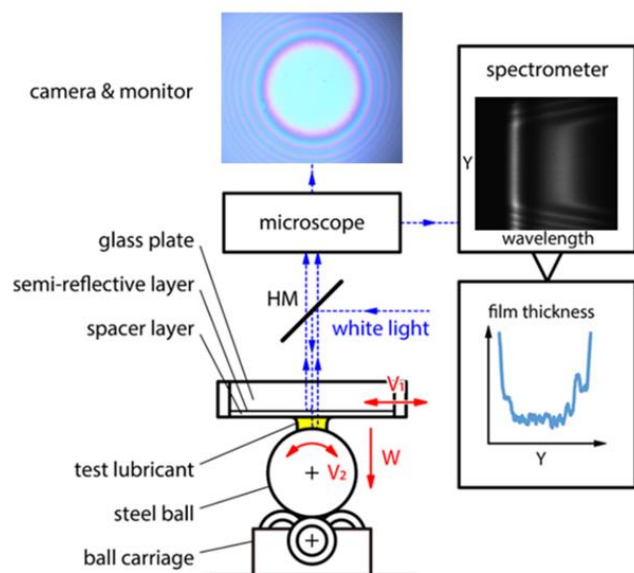 camera & monitor
spectrometer
Y
wavelength
microscope
glass plate
semi-reflective layer
spacer layer
HM
white light
film thickness
Y
V1
test lubricant
V2
W
steel ball
ball carriage